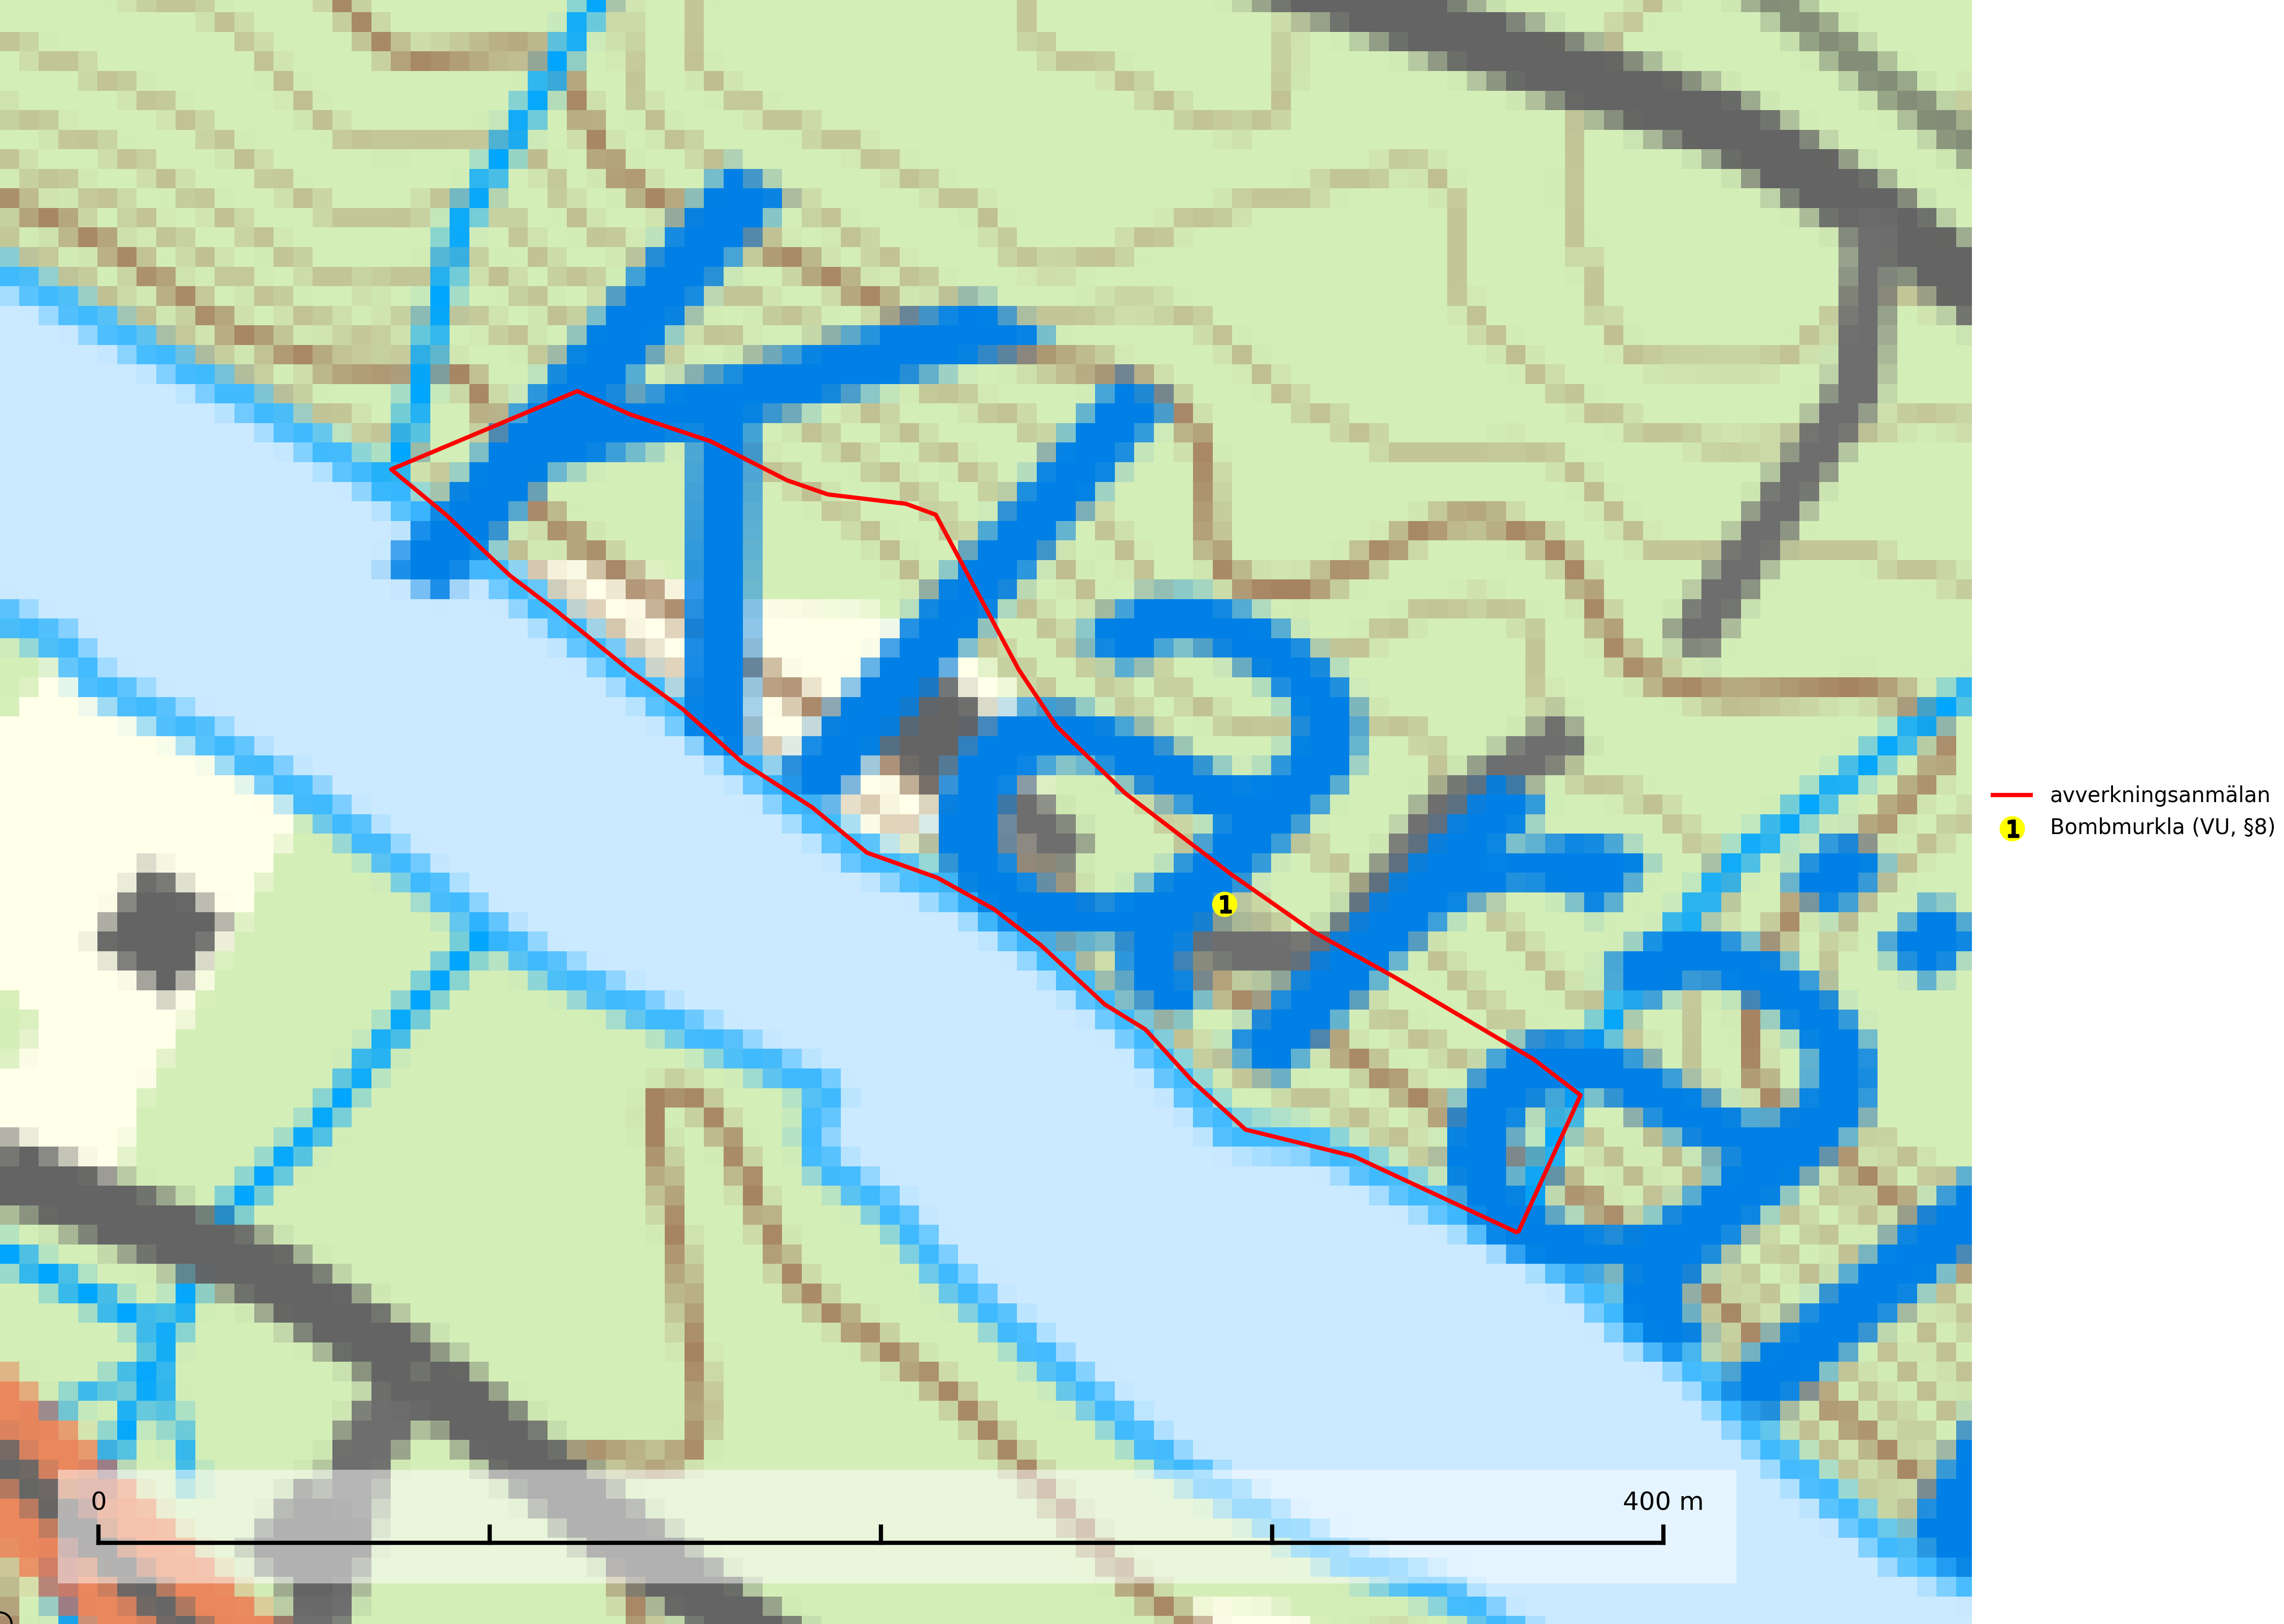 avverkningsanmälan
1 Bombmurkla (VU, §8)
1
0 400 m